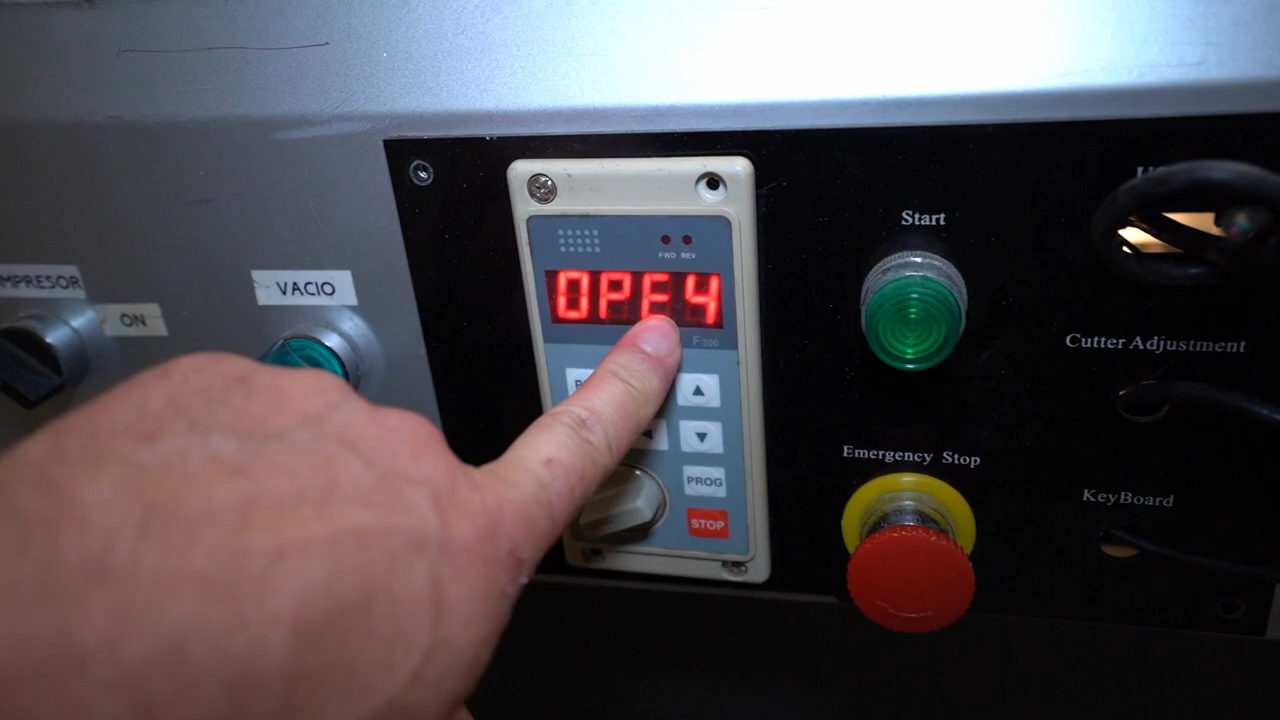 MPRESOR
ON
VACIO
FWD REV
OPE4
F300
PROG
STOP
Start
Emergency Stop
Cutter Adjustment
KeyBoard